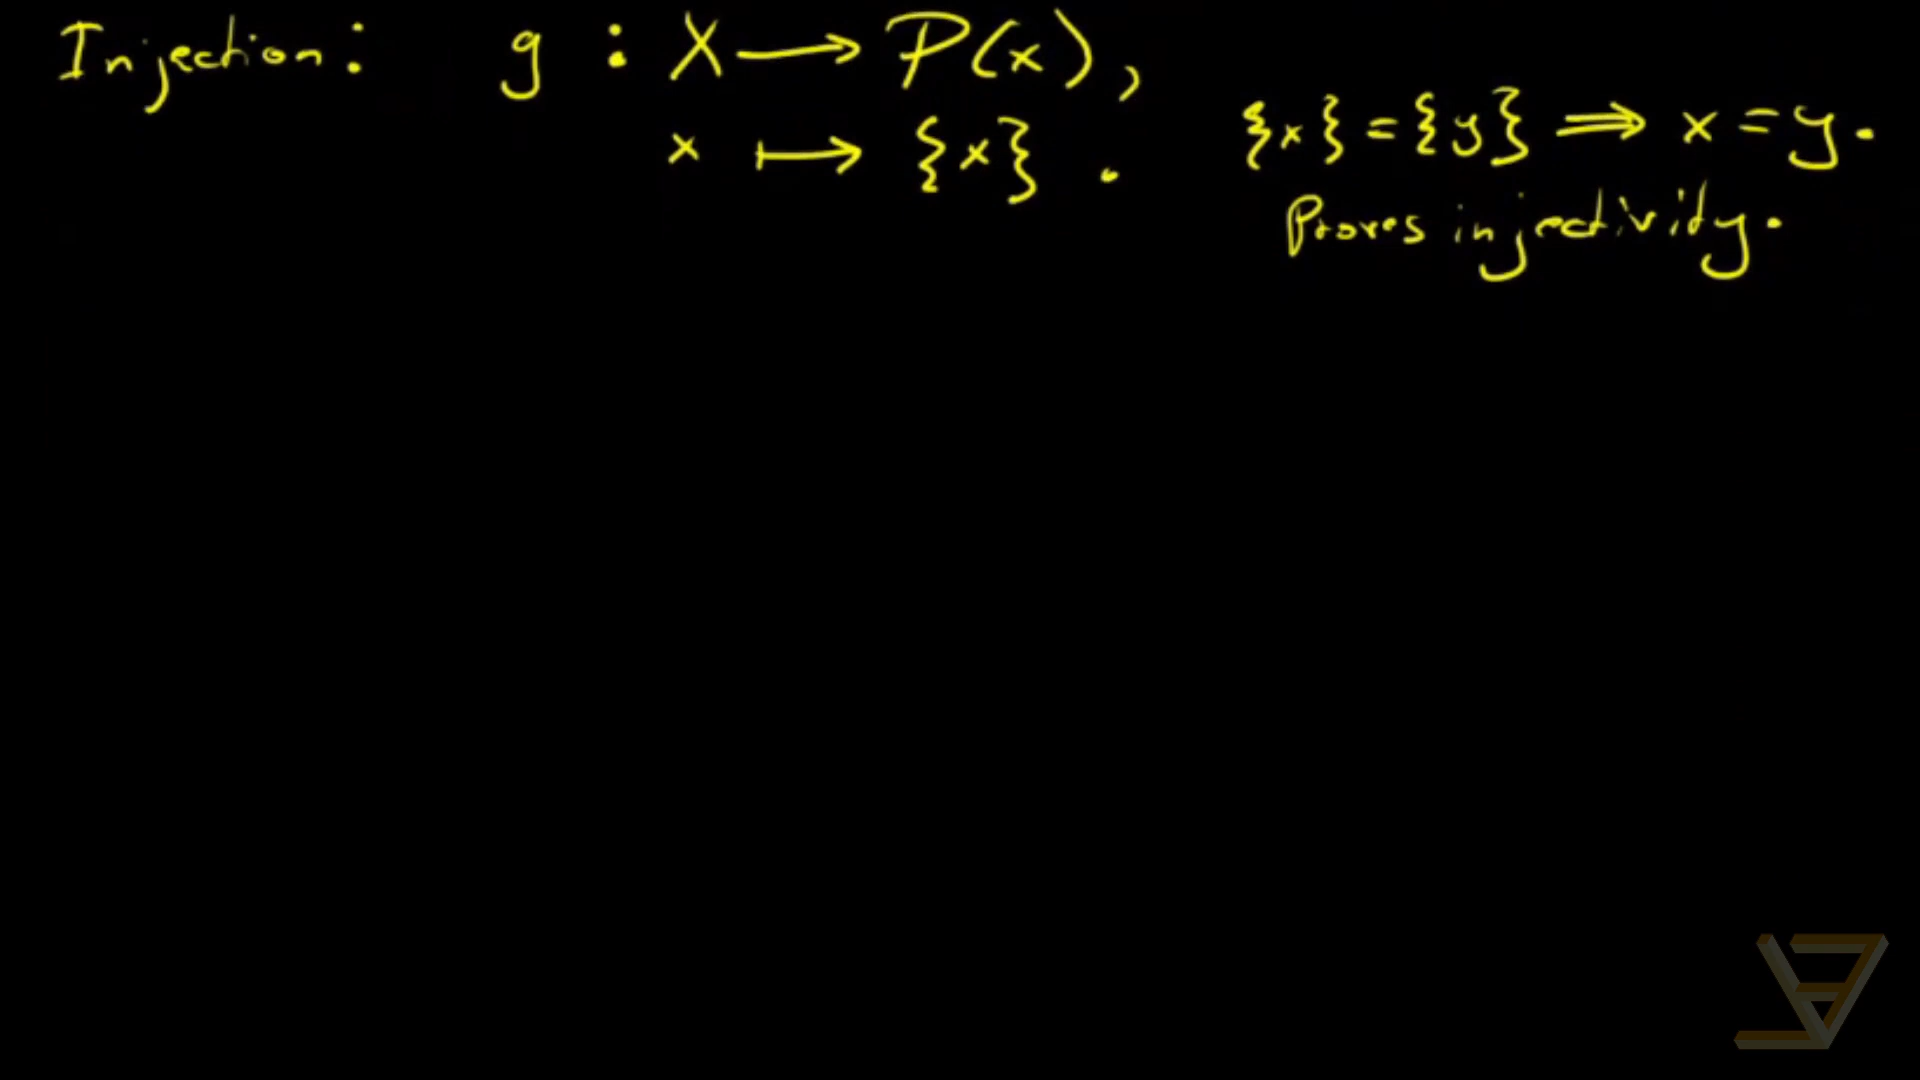 Injection: g : X → P(x),
x ↦ {x}.
{x} = {y} ⇒ x = y.
Proves injectivity.